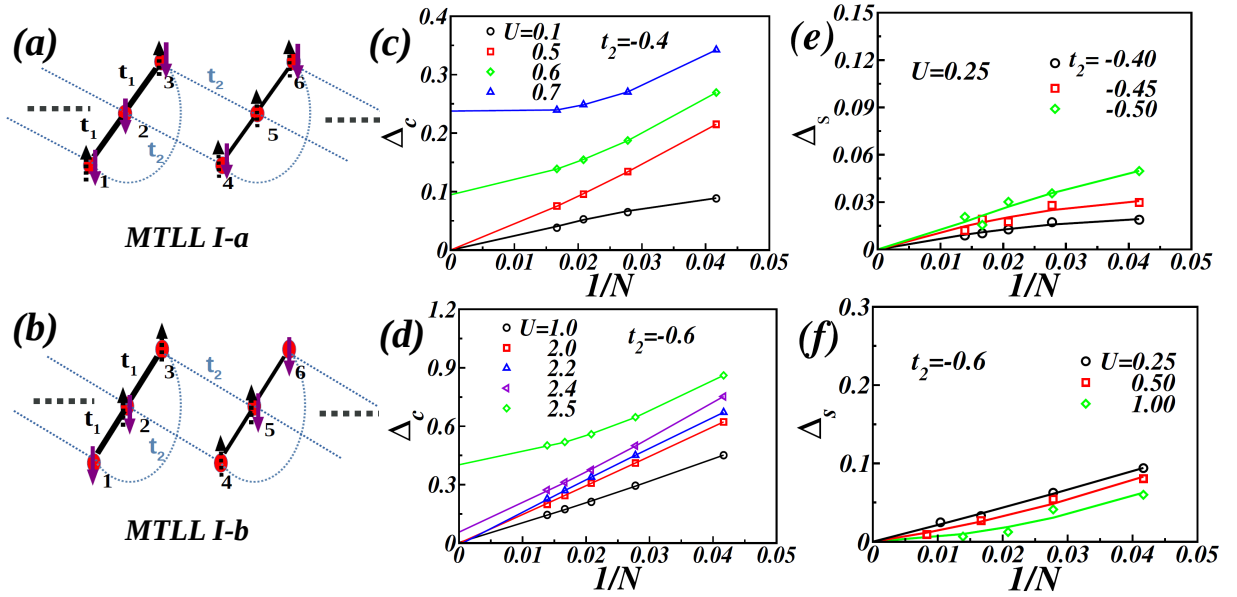 (a)
t₁
3
t₂
6
t₁
2
t₂
5
1
4
MTLL I-a
(b)
t₁
3
t₂
6
t₁
2
t₂
5
1
4
MTLL I-b
(c)
Δc
0.4
0.3
0.2
0.1
0
U=0.1
0.5
0.6
0.7
t₂=-0.4
0 0.01 0.02 0.03 0.04 0.05
1/N
(d)
Δc
1.2
0.9
0.6
0.3
0.0
U=1.0
2.0
2.2
2.4
2.5
t₂=-0.6
0 0.01 0.02 0.03 0.04 0.05
1/N
(e)
Δs
0.15
0.12
0.09
0.06
0.03
0.00
U=0.25
t₂= -0.40
-0.45
-0.50
0 0.01 0.02 0.03 0.04 0.05
1/N
(f)
Δs
0.3
0.2
0.1
0.0
t₂=-0.6
U=0.25
0.50
1.00
0 0.01 0.02 0.03 0.04 0.05
1/N